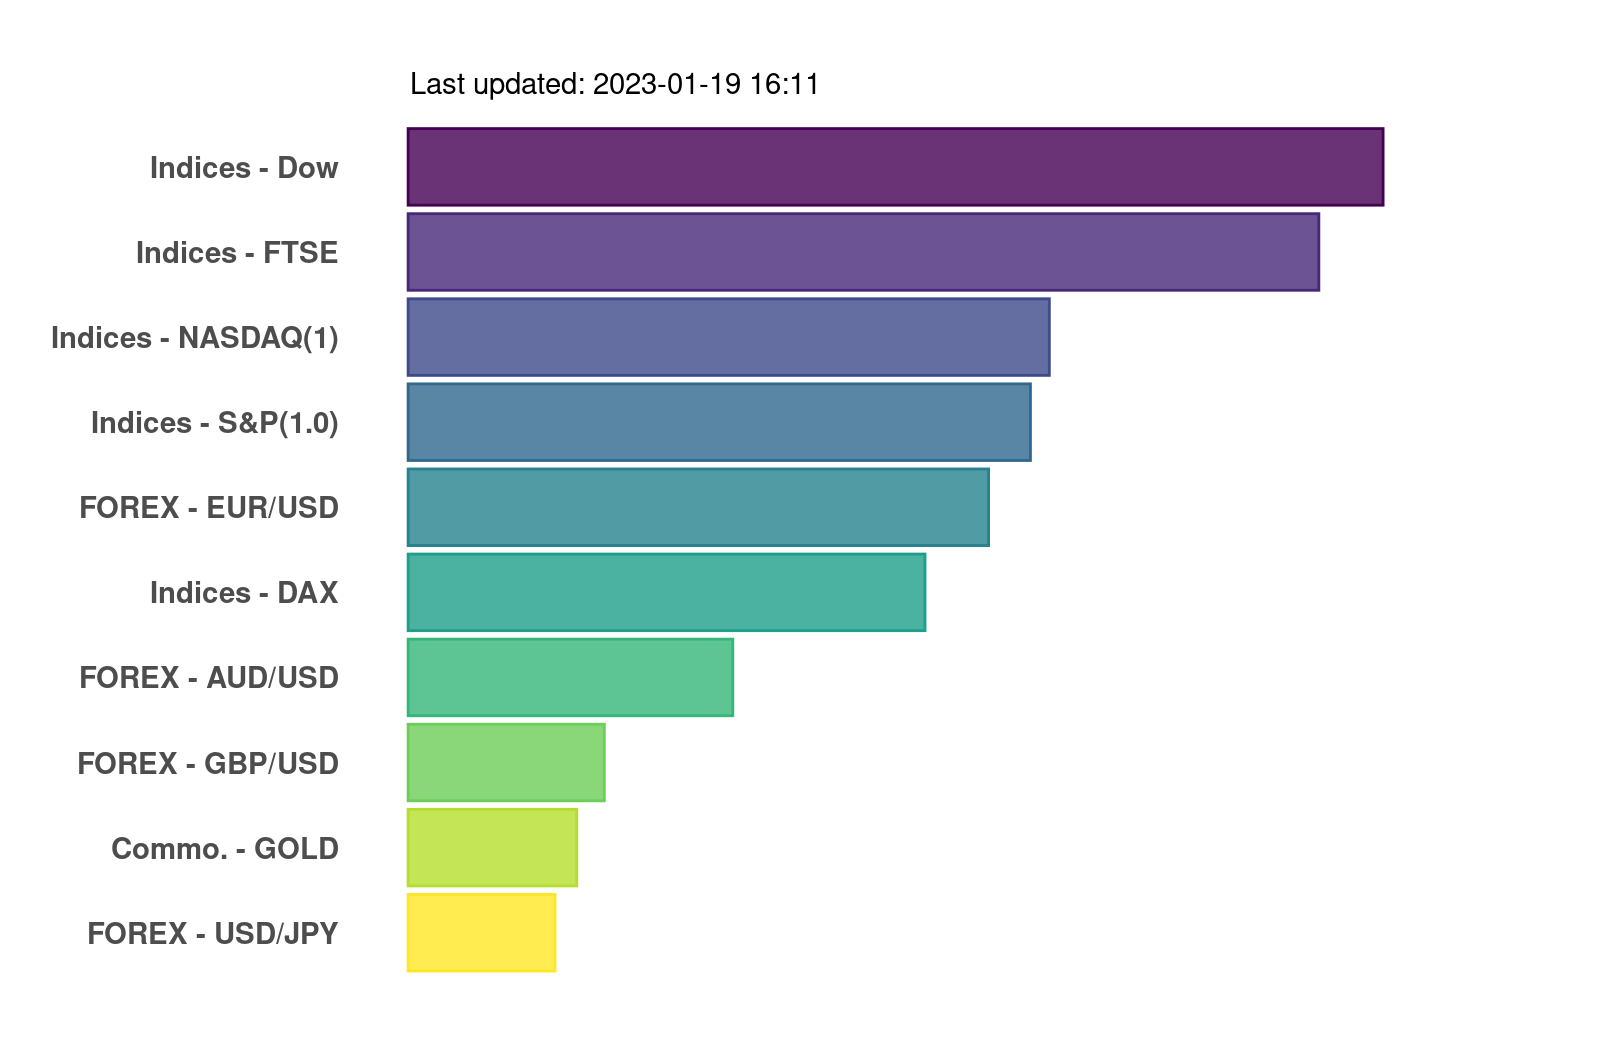 Last updated: 2023-01-19 16:11
Indices - Dow
Indices - FTSE
Indices - NASDAQ(1)
Indices - S&P(1.0)
FOREX - EUR/USD
Indices - DAX
FOREX - AUD/USD
FOREX - GBP/USD
Commo. - GOLD
FOREX - USD/JPY